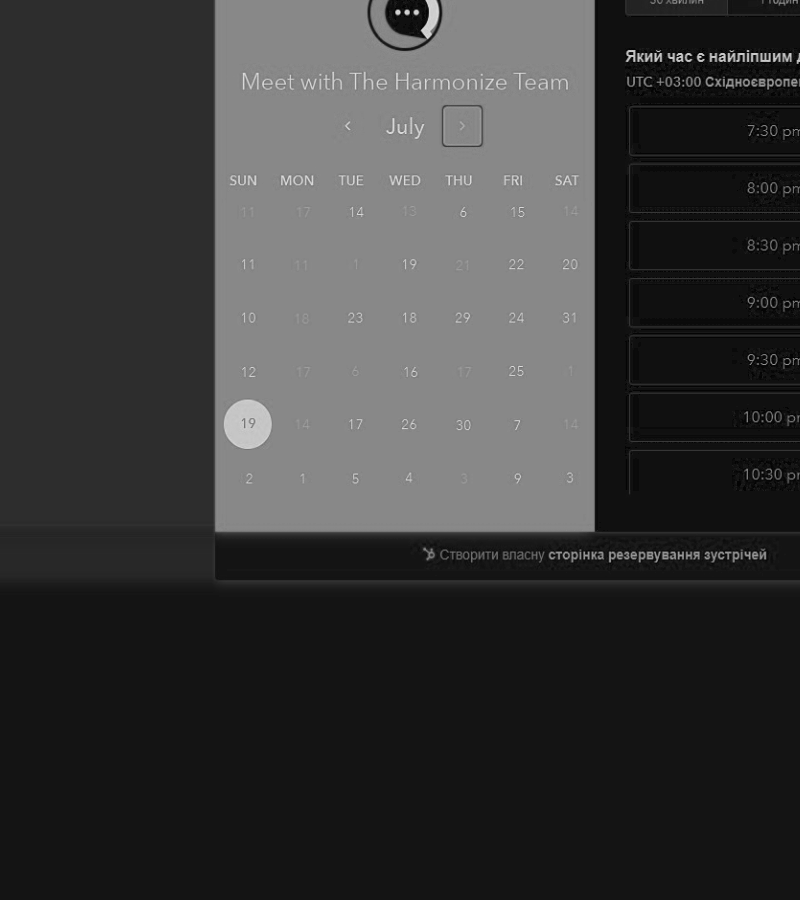 Meet with The Harmonize Team
July
SUN MON TUE WED THU FRI SAT
11 17 14 13 6 15 14
11 11 1 19 21 22 20
10 18 23 18 29 24 31
12 17 6 16 17 25 1
19 14 17 26 30 7 14
2 1 5 4 3 9 3
30 хвилин
1 годин
Який час є найліпшим
UTC +03:00 Східноєвропе
7:30 pm
8:00 pm
8:30 pm
9:00 pm
9:30 pm
10:00 p
10:30 p
Створити власну сторінка резервування зустрічей